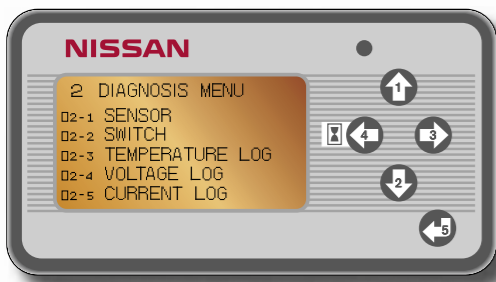 NISSAN
2 DIAGNOSIS MENU
▯2-1 SENSOR
▯2-2 SWITCH
▯2-3 TEMPERATURE LOG
▯2-4 VOLTAGE LOG
▯2-5 CURRENT LOG
1
4
3
2
5